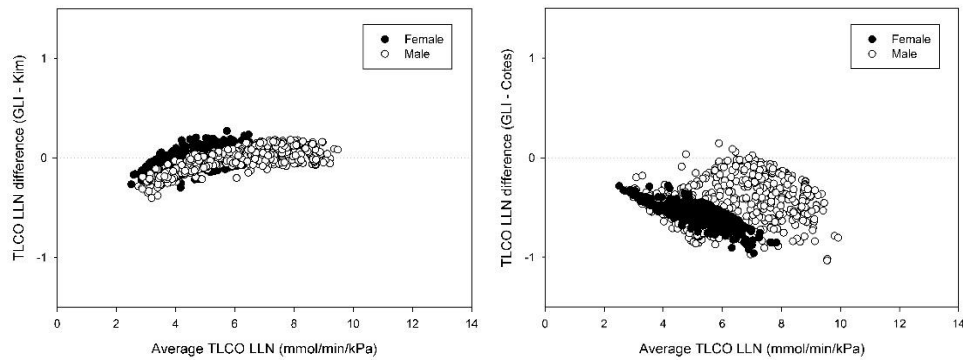 TLCO LLN difference (GLI - Kim)
1
0
-1
Female
Male
0
2
4
6
8
10
12
14
Average TLCO LLN (mmol/min/kPa)
TLCO LLN difference (GLI - Cotes)
1
0
-1
Female
Male
0
2
4
6
8
10
12
14
Average TLCO LLN (mmol/min/kPa)